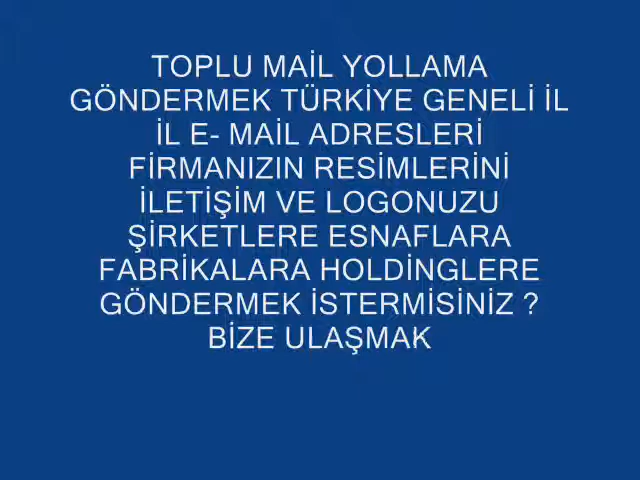 TOPLU MAİL YOLLAMA
GÖNDERMEK TÜRKİYE GENELİ İL
İL E- MAİL ADRESLERİ
FİRMANIZIN RESİMLERİNİ
İLETİŞİM VE LOGONUZU
ŞİRKETLERE ESNAFLARA
FABRİKALARA HOLDİNGLERE
GÖNDERMEK İSTERMİSİNİZ ?
BİZE ULAŞMAK